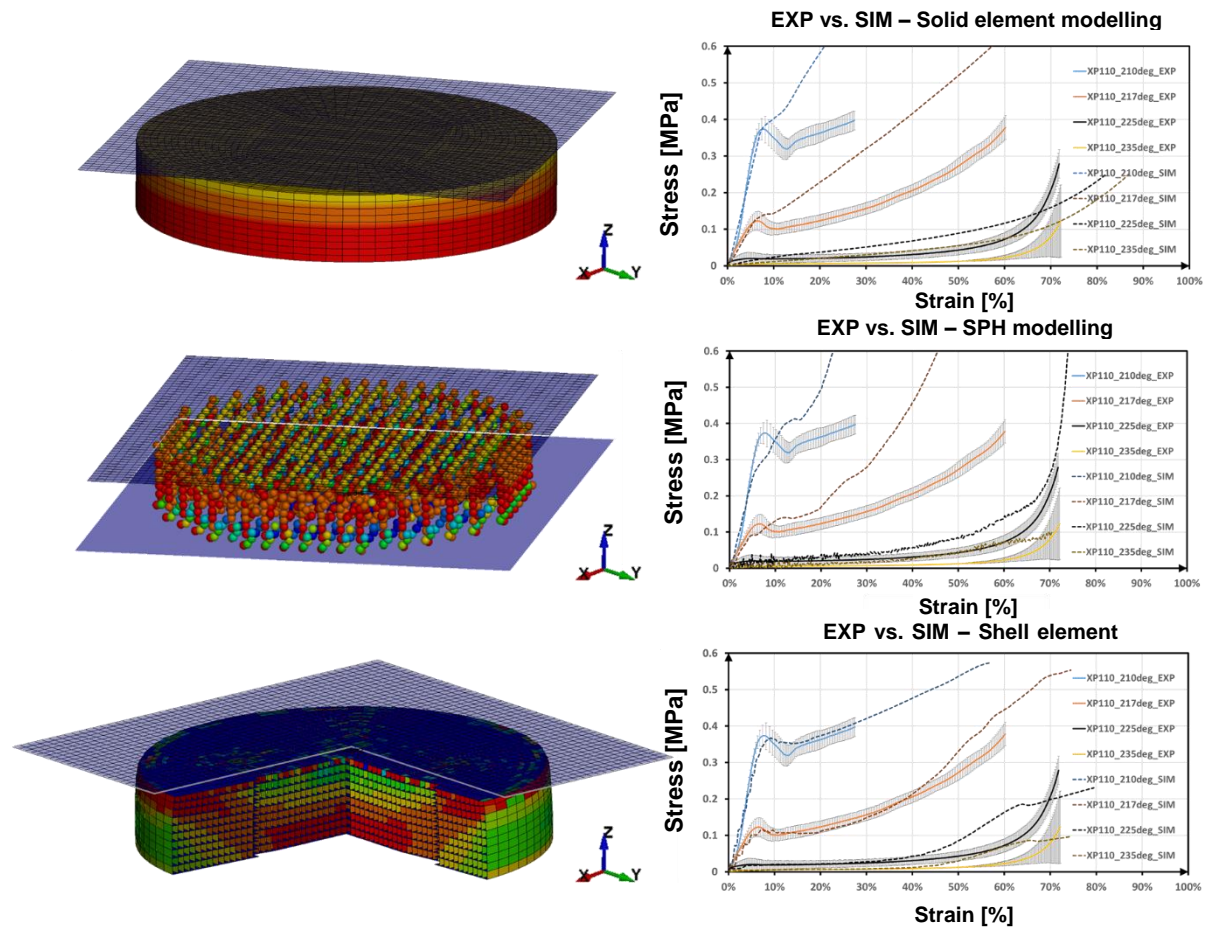 EXP vs. SIM – Solid element modelling
Stress [MPa]
0.6
0.5
0.4
0.3
0.2
0.1
0
XP110_210deg_EXP
XP110_217deg_EXP
XP110_225deg_EXP
XP110_235deg_EXP
XP110_210deg_SIM
XP110_217deg_SIM
XP110_225deg_SIM
XP110_235deg_SIM
0% 10% 20% 30% 40% 50% 60% 70% 80% 90% 100%
Strain [%]
Z
X Y
EXP vs. SIM – SPH modelling
Stress [MPa]
0.6
0.5
0.4
0.3
0.2
0.1
0
XP110_210deg_EXP
XP110_217deg_EXP
XP110_225deg_EXP
XP110_235deg_EXP
XP110_210deg_SIM
XP110_217deg_SIM
XP110_225deg_SIM
XP110_235deg_SIM
0% 10% 20% 30% 40% 50% 60% 70% 80% 90% 100%
Strain [%]
Z
X Y
EXP vs. SIM – Shell element
Stress [MPa]
0.6
0.5
0.4
0.3
0.2
0.1
0
XP110_210deg_EXP
XP110_217deg_EXP
XP110_225deg_EXP
XP110_235deg_EXP
XP110_210deg_SIM
XP110_217deg_SIM
XP110_225deg_SIM
XP110_235deg_SIM
0% 10% 20% 30% 40% 50% 60% 70% 80% 90% 100%
Strain [%]
Z
X Y